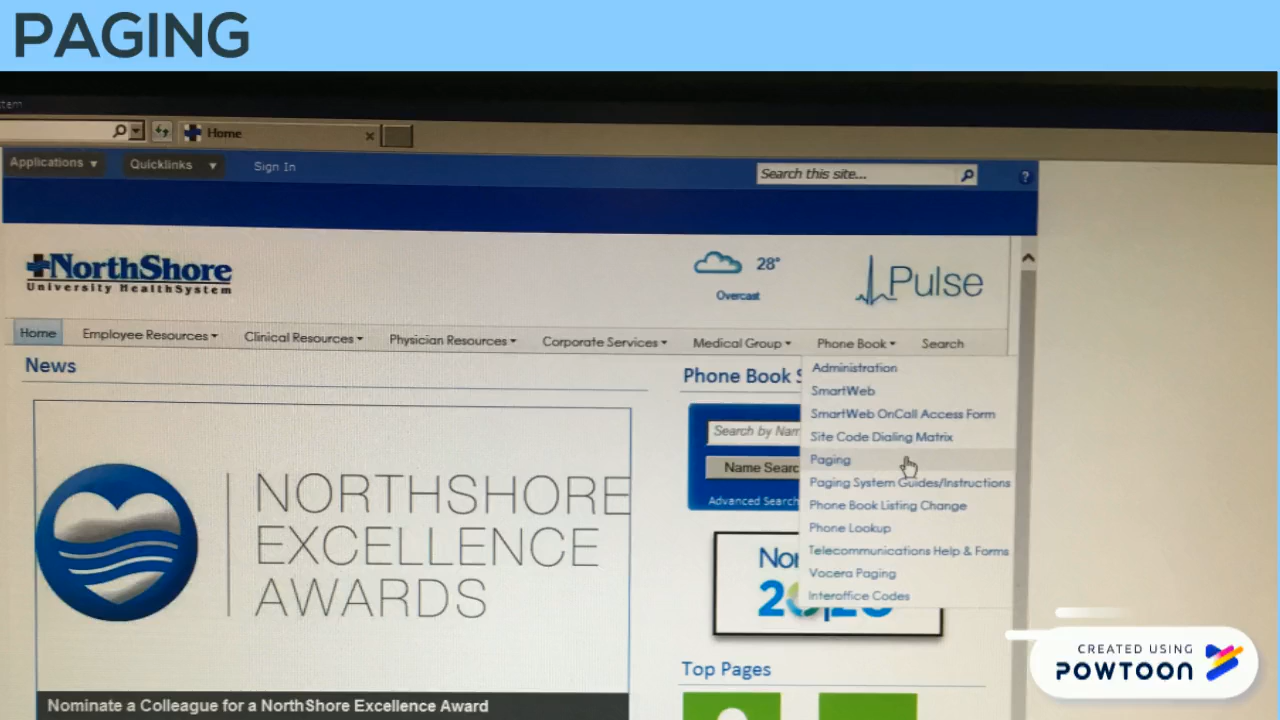 PAGING
stem
Home
Applications
Quicklinks
Sign In
Search this site...
?
NorthShore
University HealthSystem
28°
Overcast
Pulse
Home
Employee Resources
Clinical Resources
Physician Resources
Corporate Services
Medical Group
Phone Book
Search
News
Phone Book S
Administration
SmartWeb
SmartWeb OnCall Access Form
Site Code Dialing Matrix
Paging
Paging System Guides/Instructions
Phone Book Listing Change
Phone Lookup
Telecommunications Help & Forms
Vocera Paging
Interoffice Codes
Search by Nam
Name Searc
Advanced Search
NORTHSHORE
EXCELLENCE
AWARDS
Nominate a Colleague for a NorthShore Excellence Award
Top Pages
CREATED USING
POWTOON